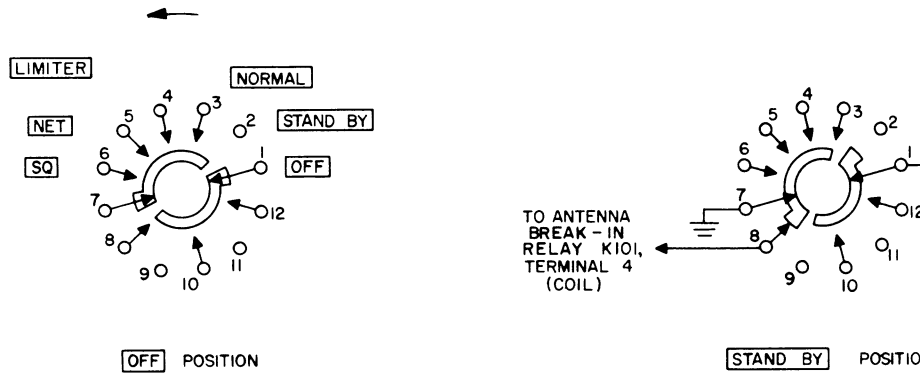 LIMITER
NORMAL
NET
STAND BY
SQ
OFF
1
2
3
4
5
6
7
8
9
10
11
12
OFF POSITION
1
2
3
4
5
6
7
8
9
10
11
12
TO ANTENNA
BREAK-IN
RELAY K101,
TERMINAL 4
(COIL)
STAND BY POSITIO